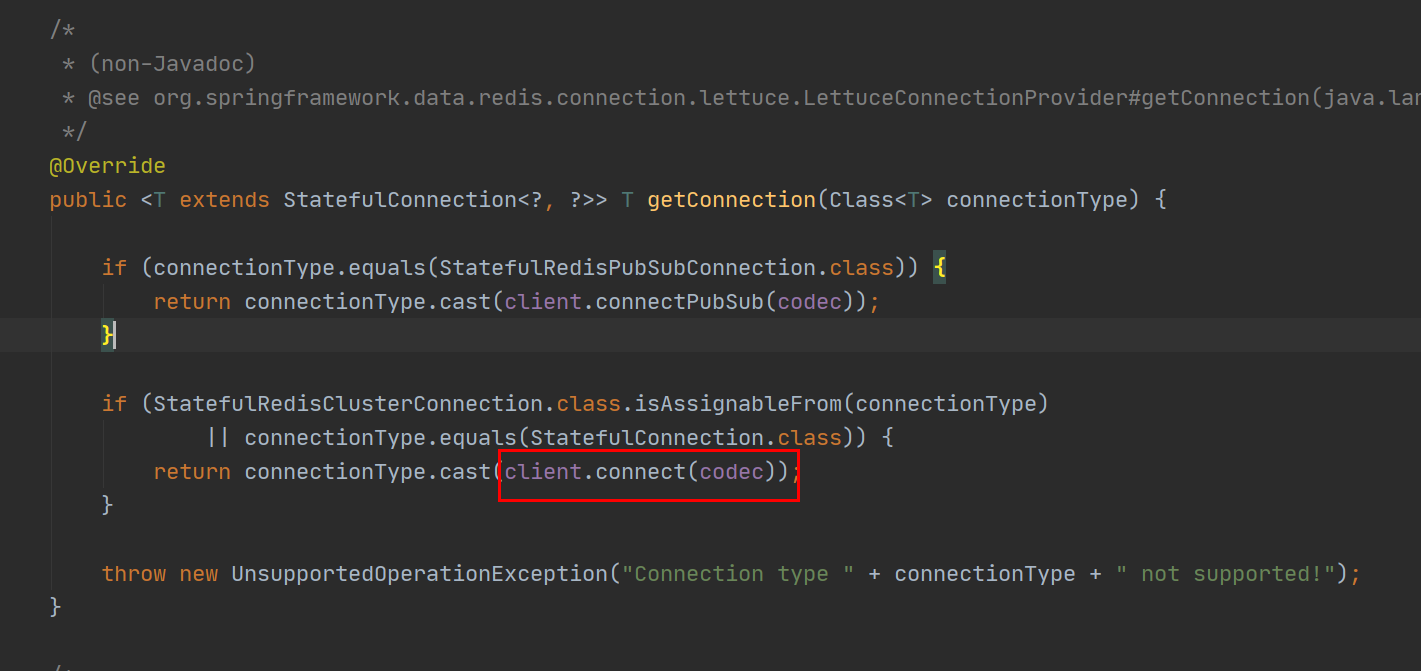 /*
 * (non-Javadoc)
 * @see org.springframework.data.redis.connection.lettuce.LettuceConnectionProvider#getConnection(java.lan
 */
@Override
public <T extends StatefulConnection<?, ?>> T getConnection(Class<T> connectionType) {
if (connectionType.equals(StatefulRedisPubSubConnection.class)) {
return connectionType.cast(client.connectPubSub(codec));
}
if (StatefulRedisClusterConnection.class.isAssignableFrom(connectionType)
|| connectionType.equals(StatefulConnection.class)) {
return connectionType.cast(client.connect(codec));
}
throw new UnsupportedOperationException("Connection type " + connectionType + " not supported!");
}